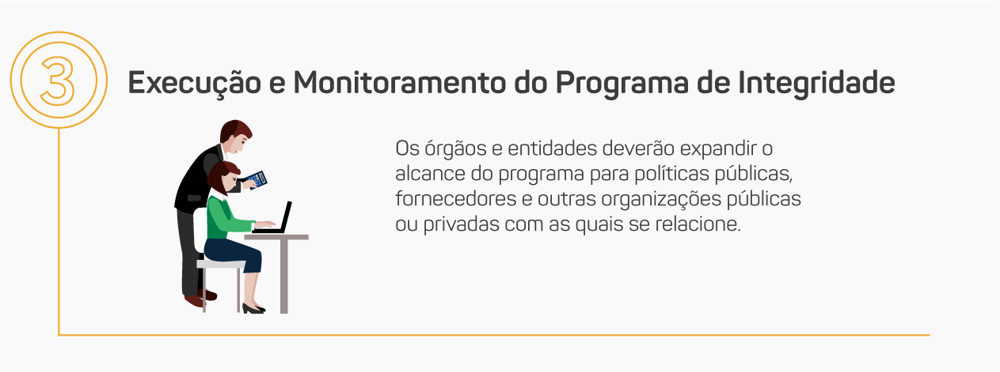 3
Execução e Monitoramento do Programa de Integridade
Os órgãos e entidades deverão expandir o
alcance do programa para políticas públicas,
fornecedores e outras organizações públicas
ou privadas com as quais se relacione.